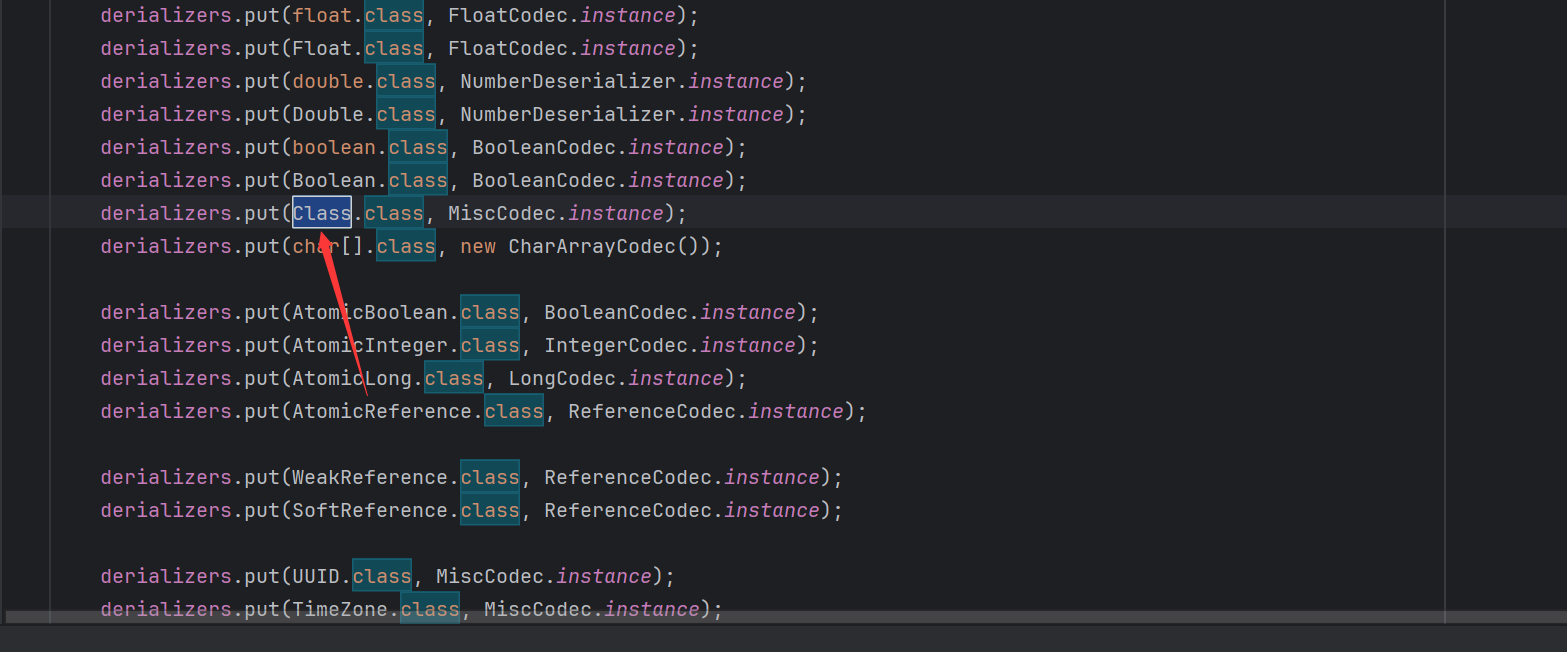 derializers.put(float.class, FloatCodec.instance);
derializers.put(Float.class, FloatCodec.instance);
derializers.put(double.class, NumberDeserializer.instance);
derializers.put(Double.class, NumberDeserializer.instance);
derializers.put(boolean.class, BooleanCodec.instance);
derializers.put(Boolean.class, BooleanCodec.instance);
derializers.put(Class.class, MiscCodec.instance);
derializers.put(char[].class, new CharArrayCodec());
derializers.put(AtomicBoolean.class, BooleanCodec.instance);
derializers.put(AtomicInteger.class, IntegerCodec.instance);
derializers.put(AtomicLong.class, LongCodec.instance);
derializers.put(AtomicReference.class, ReferenceCodec.instance);
derializers.put(WeakReference.class, ReferenceCodec.instance);
derializers.put(SoftReference.class, ReferenceCodec.instance);
derializers.put(UUID.class, MiscCodec.instance);
derializers.put(TimeZone.class, MiscCodec.instance);